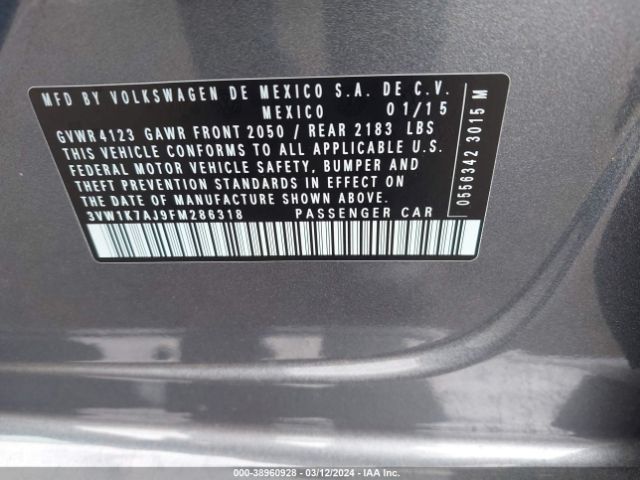 MFD BY VOLKSWAGEN DE MEXICO S.A. DE C.V.
MEXICO 01/15
GVWR 4123 GAWR FRONT 2050 / REAR 2183 LBS
THIS VEHICLE CONFORMS TO ALL APPLICABLE U.S.
FEDERAL MOTOR VEHICLE SAFETY, BUMPER AND
THEFT PREVENTION STANDARDS IN EFFECT ON
THE DATE OF MANUFACTURE SHOWN ABOVE.
3VW1K7AJ9FM286318 PASSENGER CAR
0556342 3015 M
000-38960928 - 03/12/2024 - IAA Inc.